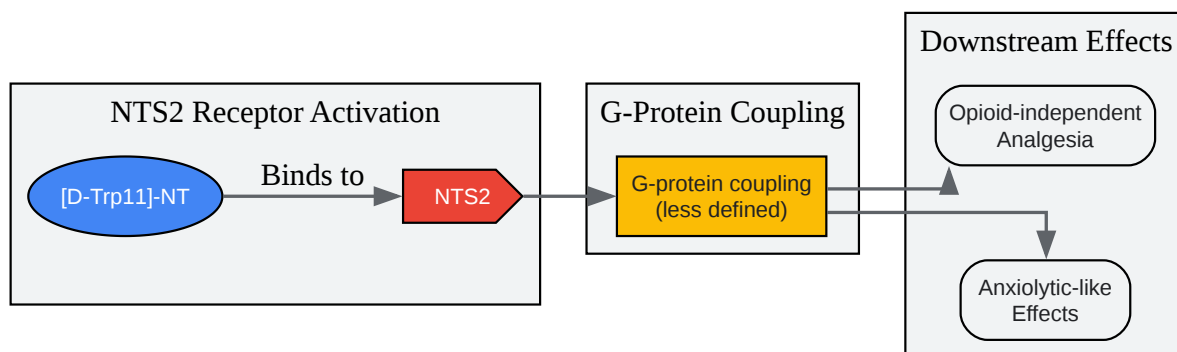 NTS2 Receptor Activation
[D-Trp11]-NT
Binds to
NTS2
G-Protein Coupling
G-protein coupling
(less defined)
Downstream Effects
Opioid-independent
Analgesia
Anxiolytic-like
Effects